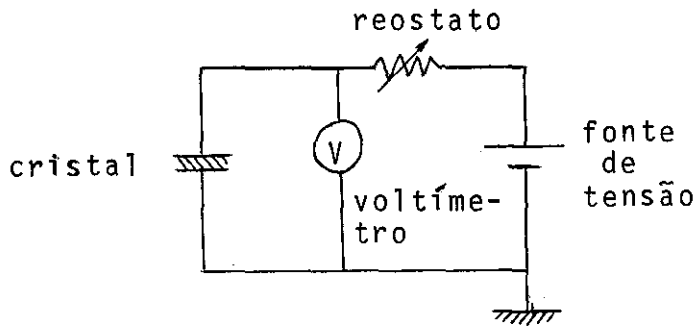 reostato
cristal
V
voltíme-
tro
fonte
de
tensão